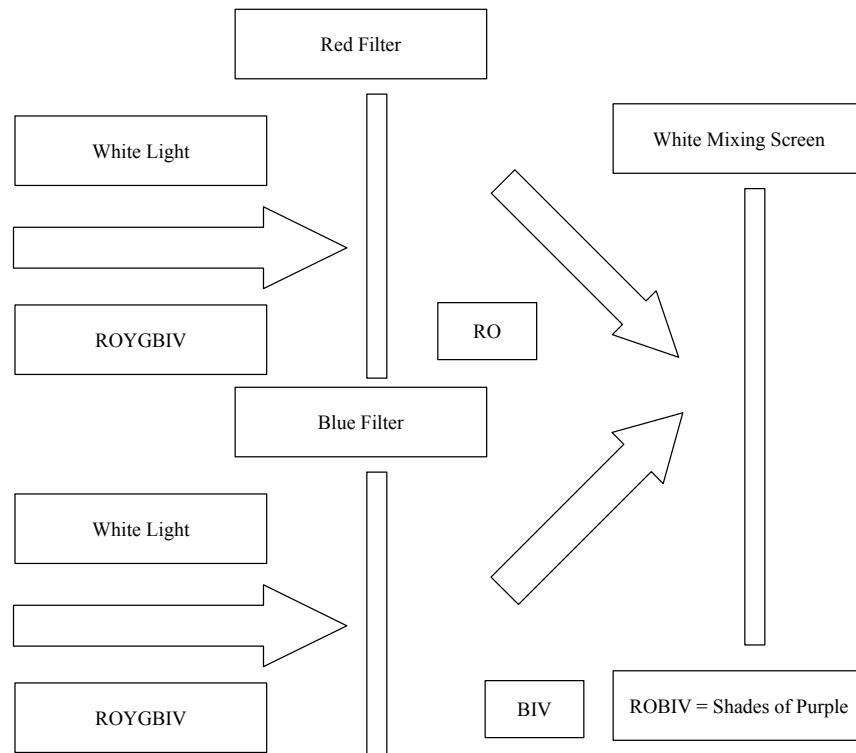 Red Filter
White Light
White Mixing Screen
ROYGBIV
RO
Blue Filter
White Light
ROYGBIV
BIV
ROBIV = Shades of Purple